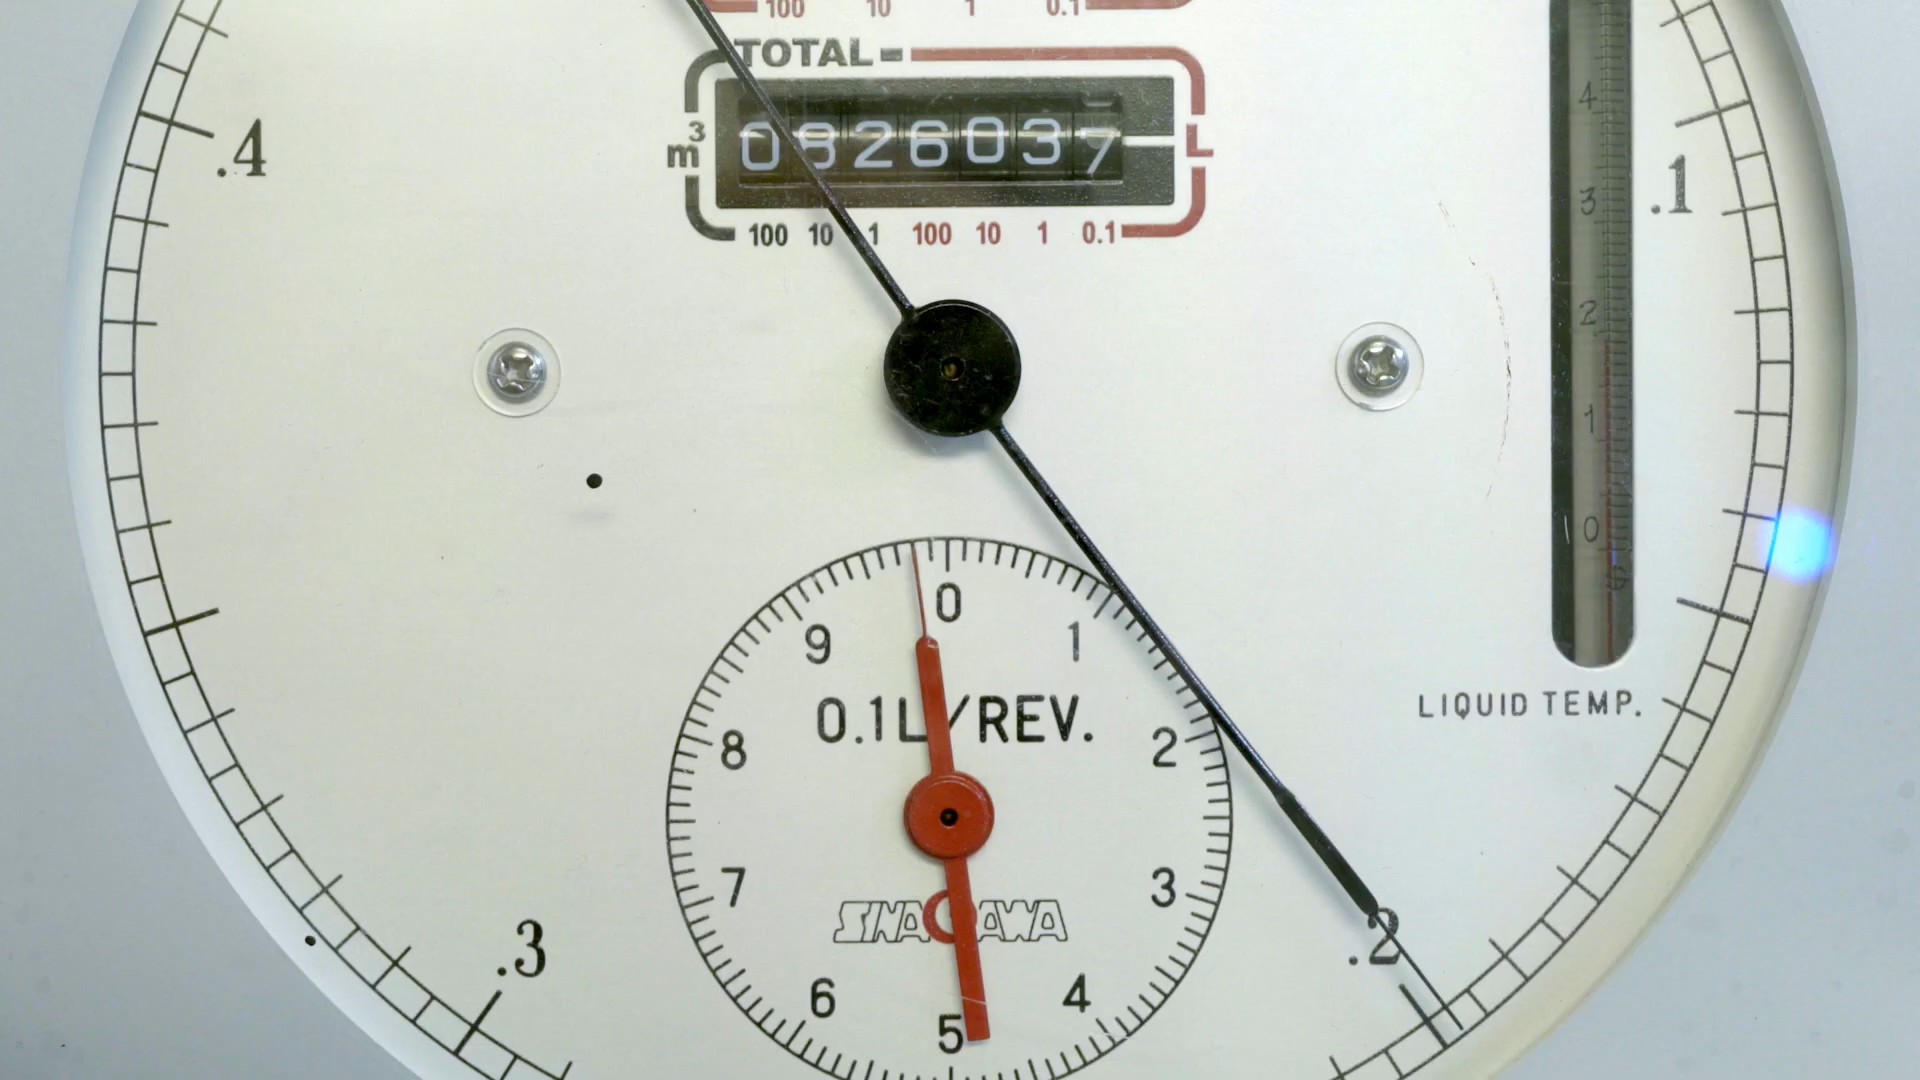 100 10 1 0.1
TOTAL
m³ 0826037 L
100 10 1 100 10 1 0.1
.4
.1
4
3
2
1
0
0
9 1
0.1L/REV.
8 2
7 3
SINAGAWA
6 4
5
LIQUID TEMP.
.3
.2